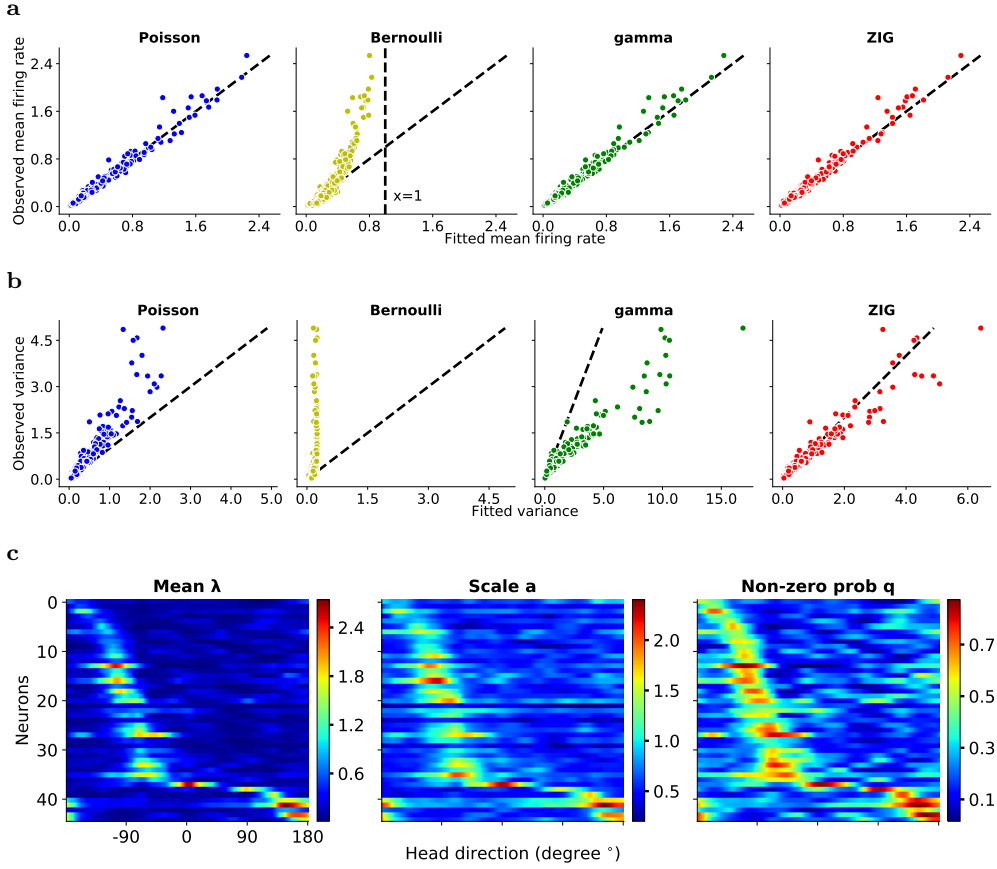 a
Poisson Bernoulli gamma ZIG
Observed mean firing rate
2.4
1.6
0.8
0.0
x=1
0.0 0.8 1.6 2.4 0.0 0.8 1.6 2.4 0.0 0.8 1.6 2.4 0.0 0.8 1.6 2.4
Fitted mean firing rate
b
Poisson Bernoulli gamma ZIG
Observed variance
4.5
3.0
1.5
0.0
0.0 1.0 2.0 3.0 4.0 5.0 0.0 1.5 3.0 4.5 0.0 5.0 10.0 15.0 0.0 2.0 4.0 6.0
Fitted variance
c
Mean λ Scale a Non-zero prob q
Neurons
0
10
20
30
40
2.4
1.8
1.2
0.6
2.0
1.5
1.0
0.5
0.7
0.5
0.3
0.1
-90 0 90 180
Head direction (degree °)